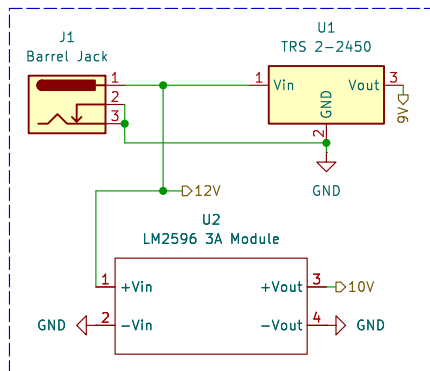 J1
Barrel Jack
1
2
3
U1
TRS 2-2450
1
Vin
Vout
3
GND
2
9V
GND
12V
U2
LM2596 3A Module
1
+Vin
+Vout
3
10V
GND
2
-Vin
-Vout
4
GND